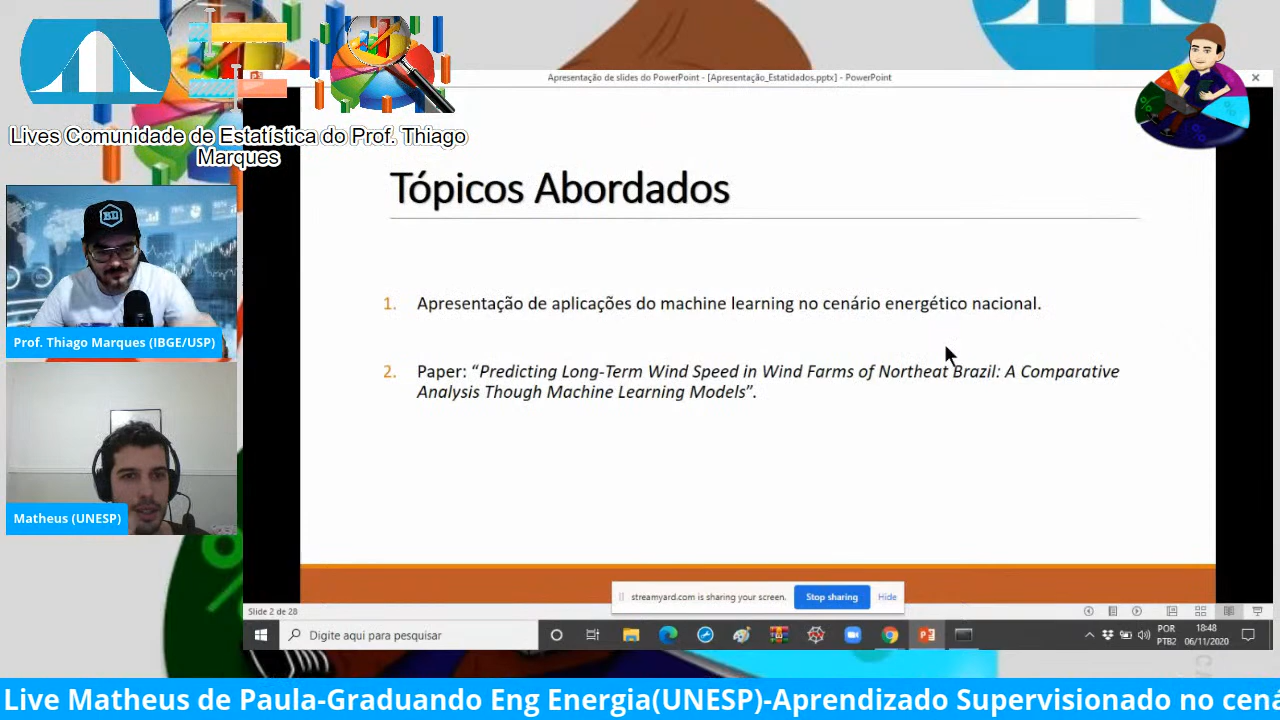 Apresentação de slides do PowerPoint - [Apresentação_Estatidados.pptx] - PowerPoint
Lives Comunidade de Estatística do Prof. Thiago
Marques
Tópicos Abordados
BD
1. Apresentação de aplicações do machine learning no cenário energético nacional.
Prof. Thiago Marques (IBGE/USP)
2. Paper: “Predicting Long-Term Wind Speed in Wind Farms of Northeat Brazil: A Comparative
Analysis Though Machine Learning Models”.
Matheus (UNESP)
streamyard.com is sharing your screen. Stop sharing Hide
Slide 2 de 28
Digite aqui para pesquisar
POR
PTB2
18:48
06/11/2020
Live Matheus de Paula-Graduando Eng Energia(UNESP)-Aprendizado Supervisionado no cená